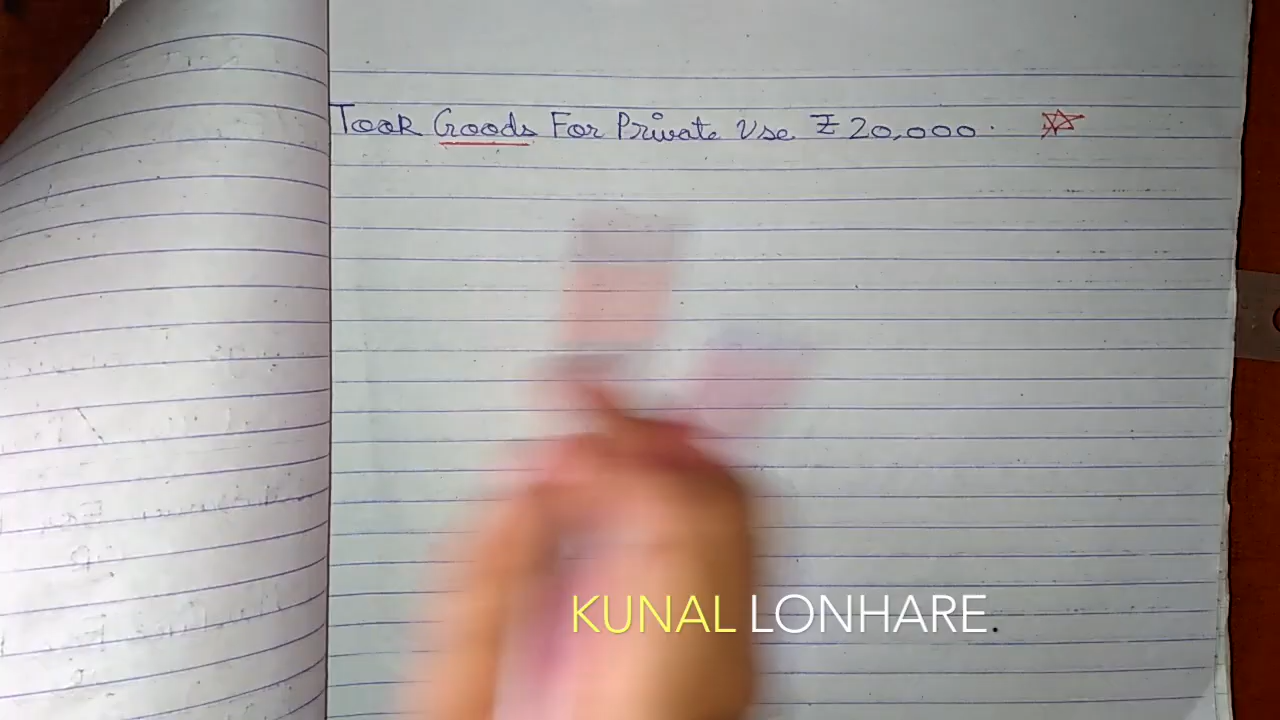 Took Goods For Private Use ₹ 20,000.
KUNAL LONHARE.